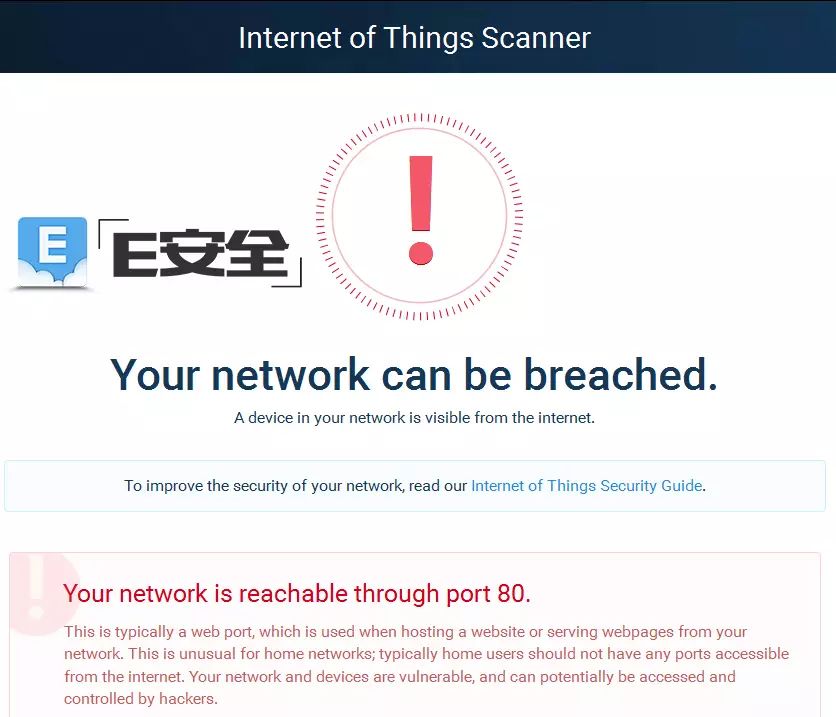 Internet of Things Scanner
E
E安全
Your network can be breached.
A device in your network is visible from the internet.
To improve the security of your network, read our Internet of Things Security Guide.
Your network is reachable through port 80.
This is typically a web port, which is used when hosting a website or serving webpages from your
network. This is unusual for home networks; typically home users should not have any ports accessible
from the internet. Your network and devices are vulnerable, and can potentially be accessed and
controlled by hackers.